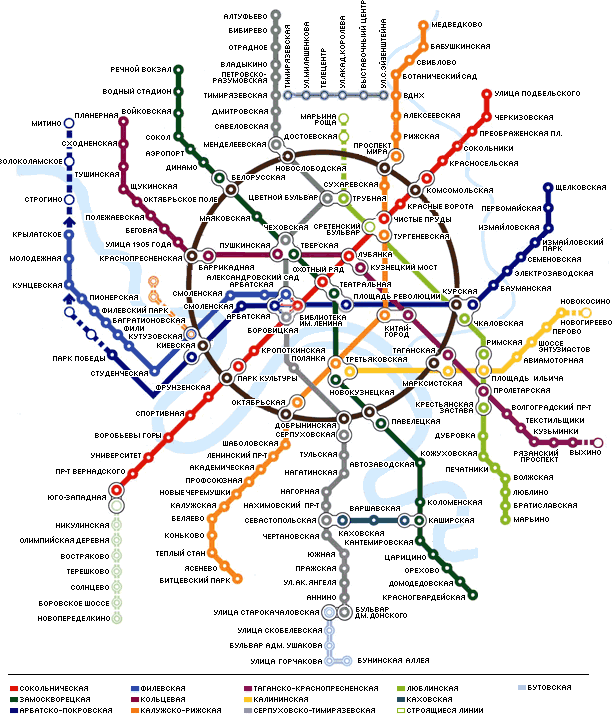 АЛТУФЬЕВО
БИБИРЕВО
ОТРАДНОЕ
ВЛАДЫКИНО
ПЕТРОВСКО-
РАЗУМОВСКАЯ
ТИМИРЯЗЕВСКАЯ
ДМИТРОВСКАЯ
САВЕЛОВСКАЯ
МЕНДЕЛЕЕВСКАЯ
ТИМИРЯЗЕВСКАЯ
УЛ.МИЛАШЕНКОВА
ТЕЛЕЦЕНТР
УЛ.АКАД.КОРОЛЕВА
ВЫСТАВОЧНЫЙ ЦЕНТР
УЛ.С.ЭЙЗЕНШТЕЙНА
МЕДВЕДКОВО
БАБУШКИНСКАЯ
СВИБЛОВО
БОТАНИЧЕСКИЙ САД
ВДНХ
АЛЕКСЕЕВСКАЯ
РИЖСКАЯ
ПРОСПЕКТ
МИРА
МАРЬИНА
РОЩА
ДОСТОЕВСКАЯ
УЛИЦА ПОДБЕЛЬСКОГО
ЧЕРКИЗОВСКАЯ
ПРЕОБРАЖЕНСКАЯ ПЛ.
СОКОЛЬНИКИ
КРАСНОСЕЛЬСКАЯ
КОМСОМОЛЬСКАЯ
КРАСНЫЕ ВОРОТА
ЧИСТЫЕ ПРУДЫ
ТУРГЕНЕВСКАЯ
РЕЧНОЙ ВОКЗАЛ
ВОДНЫЙ СТАДИОН
ВОЙКОВСКАЯ
СОКОЛ
АЭРОПОРТ
ДИНАМО
БЕЛОРУССКАЯ
МАЯКОВСКАЯ
НОВОСЛОБОДСКАЯ
ЦВЕТНОЙ БУЛЬВАР
СУХАРЕВСКАЯ
ТРУБНАЯ
СРЕТЕНСКИЙ
БУЛЬВАР
ЧЕХОВСКАЯ
ПУШКИНСКАЯ
ТВЕРСКАЯ
ЛУБЯНКА
КУЗНЕЦКИЙ МОСТ
МИТИНО
ВОЛОКОЛАМСКОЕ
СТРОГИНО
КРЫЛАТСКОЕ
МОЛОДЕЖНАЯ
КУНЦЕВСКАЯ
ПЛАНЕРНАЯ
СХОДНЕНСКАЯ
ТУШИНСКАЯ
ЩУКИНСКАЯ
ОКТЯБРЬСКОЕ ПОЛЕ
ПОЛЕЖАЕВСКАЯ
БЕГОВАЯ
УЛИЦА 1905 ГОДА
КРАСНОПРЕСНЕНСКАЯ
БАРРИКАДНАЯ
ЩЕЛКОВСКАЯ
ПЕРВОМАЙСКАЯ
ИЗМАЙЛОВСКАЯ
ИЗМАЙЛОВСКИЙ
ПАРК
СЕМЕНОВСКАЯ
ЭЛЕКТРОЗАВОДСКАЯ
БАУМАНСКАЯ
КУРСКАЯ
АЛЕКСАНДРОВСКИЙ САД
АРБАТСКАЯ
СМОЛЕНСКАЯ
СМОЛЕНСКАЯ
АРБАТСКАЯ
ОХОТНЫЙ РЯД
ТЕАТРАЛЬНАЯ
ПЛОЩАДЬ РЕВОЛЮЦИИ
БИБЛИОТЕКА
ИМ. ЛЕНИНА
БОРОВИЦКАЯ
ПИОНЕРСКАЯ
ФИЛЕВСКИЙ ПАРК
БАГРАТИОНОВСКАЯ
ФИЛИ
КУТУЗОВСКАЯ
КИЕВСКАЯ
ПАРК ПОБЕДЫ
СТУДЕНЧЕСКАЯ
КРОПОТКИНСКАЯ
ПОЛЯНКА
ПАРК КУЛЬТУРЫ
ФРУНЗЕНСКАЯ
СПОРТИВНАЯ
ВОРОБЬЕВЫ ГОРЫ
УНИВЕРСИТЕТ
ПР-Т ВЕРНАДСКОГО
ЮГО-ЗАПАДНАЯ
НИКУЛИНСКАЯ
ОЛИМПИЙСКАЯ ДЕРЕВНЯ
ВОСТРЯКОВО
ТЕРЕШКОВО
СОЛНЦЕВО
БОРОВСКОЕ ШОССЕ
НОВОПЕРЕДЕЛКИНО
КИТАЙ-
ГОРОД
ТРЕТЬЯКОВСКАЯ
НОВОКУЗНЕЦКАЯ
ЧКАЛОВСКАЯ
РИМСКАЯ
НОВОКОСИНО
НОВОГИРЕЕВО
ПЕРОВО
ШОССЕ
ЭНТУЗИАСТОВ
АВИАМОТОРНАЯ
ПЛОЩАДЬ ИЛЬИЧА
ТАГАНСКАЯ
МАРКСИСТСКАЯ
ПРОЛЕТАРСКАЯ
ВОЛГОГРАДСКИЙ ПР-Т
ТЕКСТИЛЬЩИКИ
КУЗЬМИНКИ
РЯЗАНСКИЙ
ПРОСПЕКТ
ВЫХИНО
КРЕСТЬЯНСКАЯ
ЗАСТАВА
ДУБРОВКА
КОЖУХОВСКАЯ
ПЕЧАТНИКИ
ВОЛЖСКАЯ
ЛЮБЛИНО
БРАТИСЛАВСКАЯ
МАРЬИНО
ОКТЯБРЬСКАЯ
ДОБРЫНИНСКАЯ
СЕРПУХОВСКАЯ
ПАВЕЛЕЦКАЯ
ТУЛЬСКАЯ
НАГАТИНСКАЯ
НАГОРНАЯ
НАХИМОВСКИЙ ПР-Т
СЕВАСТОПОЛЬСКАЯ
ЧЕРТАНОВСКАЯ
ЮЖНАЯ
ПРАЖСКАЯ
УЛ. АК. ЯНГЕЛЯ
АННИНО
БУЛЬВАР
ДМ. ДОНСКОГО
ШАБОЛОВСКАЯ
ЛЕНИНСКИЙ ПР-Т
АКАДЕМИЧЕСКАЯ
ПРОФСОЮЗНАЯ
НОВЫЕ ЧЕРЕМУШКИ
КАЛУЖСКАЯ
БЕЛЯЕВО
КОНЬКОВО
ТЕПЛЫЙ СТАН
ЯСЕНЕВО
БИТЦЕВСКИЙ ПАРК
АВТОЗАВОДСКАЯ
КОЛОМЕНСКАЯ
ВАРШАВСКАЯ
КАХОВСКАЯ
КАШИРСКАЯ
КАНТЕМИРОВСКАЯ
ЦАРИЦИНО
ОРЕХОВО
ДОМОДЕДОВСКАЯ
КРАСНОГВАРДЕЙСКАЯ
УЛИЦА СТАРОКАЧАЛОВСКАЯ
УЛИЦА СКОБЕЛЕВСКАЯ
БУЛЬВАР АДМ. УШАКОВА
УЛИЦА ГОРЧАКОВА
БУНИНСКАЯ АЛЛЕЯ
СОКОЛЬНИЧЕСКАЯ
ЗАМОСКВОРЕЦКАЯ
АРБАТСКО-ПОКРОВСКАЯ
ФИЛЕВСКАЯ
КОЛЬЦЕВАЯ
КАЛУЖСКО-РИЖСКАЯ
ТАГАНСКО-КРАСНОПРЕСНЕНСКАЯ
КАЛИНИНСКАЯ
СЕРПУХОВСКО-ТИМИРЯЗЕВСКАЯ
ЛЮБЛИНСКАЯ
КАХОВСКАЯ
СТРОЯЩИЕСЯ ЛИНИИ
БУТОВСКАЯ